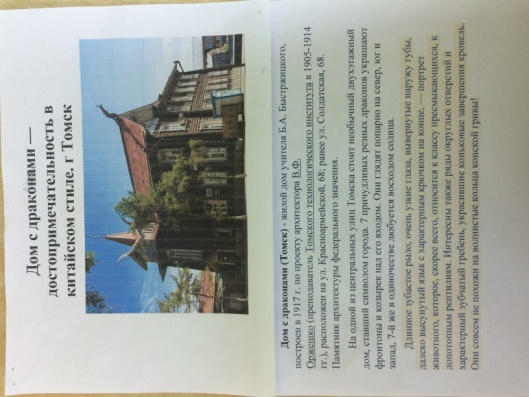 Дом с драконами —
достопримечательность в
китайском стиле. г Томск
Дом с драконами (Томск) - жилой дом учителя Б.А. Быстржицкого,
построен в 1917 г. по проекту архитектора В.Ф.
Оржешко (преподаватель Томского технологического института в 1905-1914
гг.), расположен на ул. Красноармейской, 68; ранее ул. Солдатская, 68.
Памятник архитектуры федерального значения.
На одной из центральных улиц Томска стоит необычный двухэтажный
дом, ставший символом города. 7 причудливых резных драконов украшают
фронтоны и козырек над его входом. Они глядят попарно на север, юг и
запад, 7-й же в одиночестве любуется восходом солнца.
Длинное зубастое рыло, очень узкие глаза, вывернутые наружу губы,
далеко высунутый язык с характерным крючком на конце, — портрет
животного, которое, скорее всего, относится к классу пресмыкающихся, к
допотопным рептилиям. Интересны также ряды округлых отверстий и
характерный зубчатый гребень, украсившие коньковые завершения кровель.
Они совсем не похожи на волнистые кольца конской гривы!